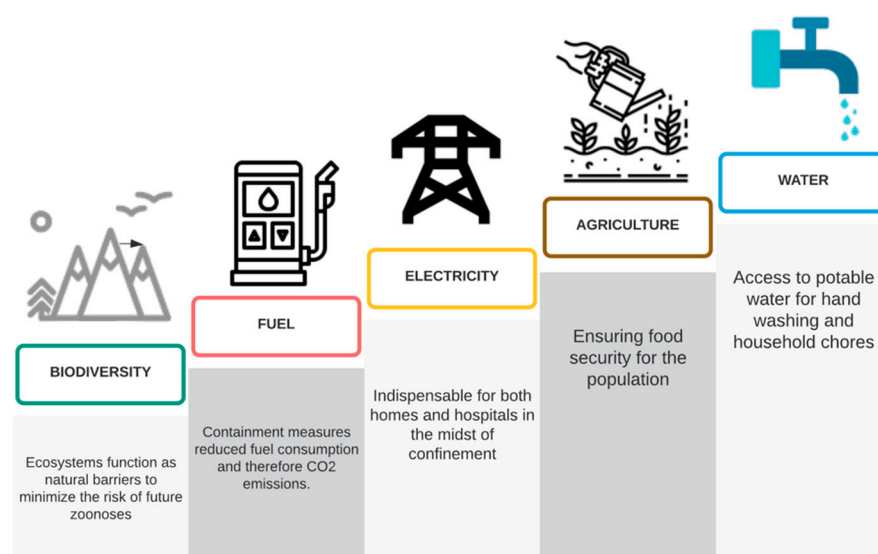 WATER
AGRICULTURE
ELECTRICITY
FUEL
BIODIVERSITY
Access to potable
water for hand
washing and
household chores
Ensuring food
security for the
population
Indispensable for both
homes and hospitals in
the midst of
confinement
Containment measures
reduced fuel consumption
and therefore CO2
emissions.
Ecosystems function as
natural barriers to
minimize the risk of future
zoonoses